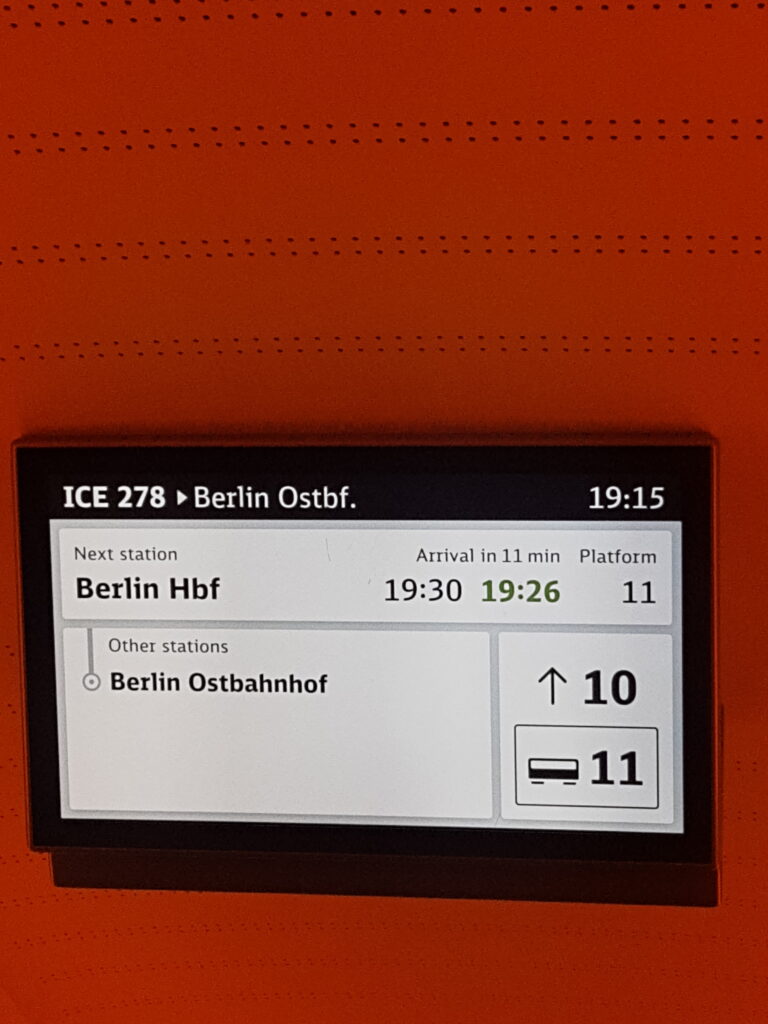 ICE 278 ▸ Berlin Ostbf. 19:15
Next station Arrival in 11 min Platform
Berlin Hbf 19:30 19:26 11
Other stations
Berlin Ostbahnhof
↑ 10
11